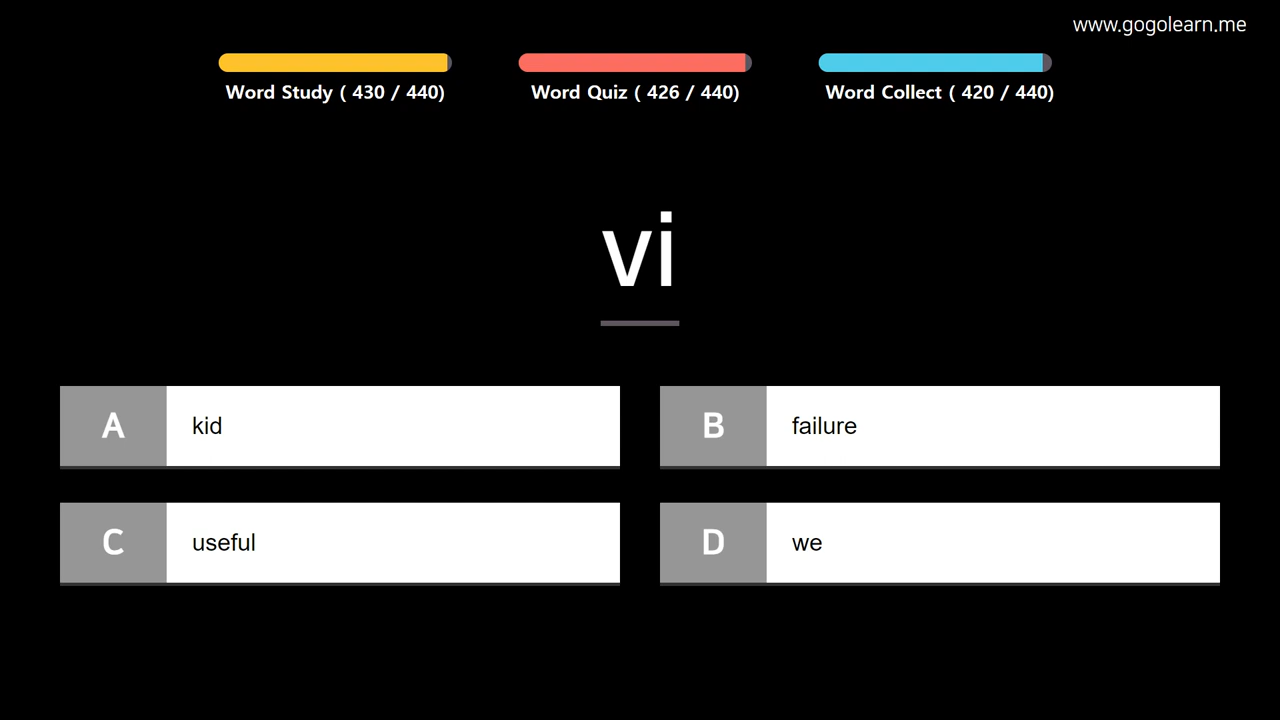 www.gogolearn.me
Word Study ( 430 / 440)
Word Quiz ( 426 / 440)
Word Collect ( 420 / 440)
vi
A kid
B failure
C useful
D we